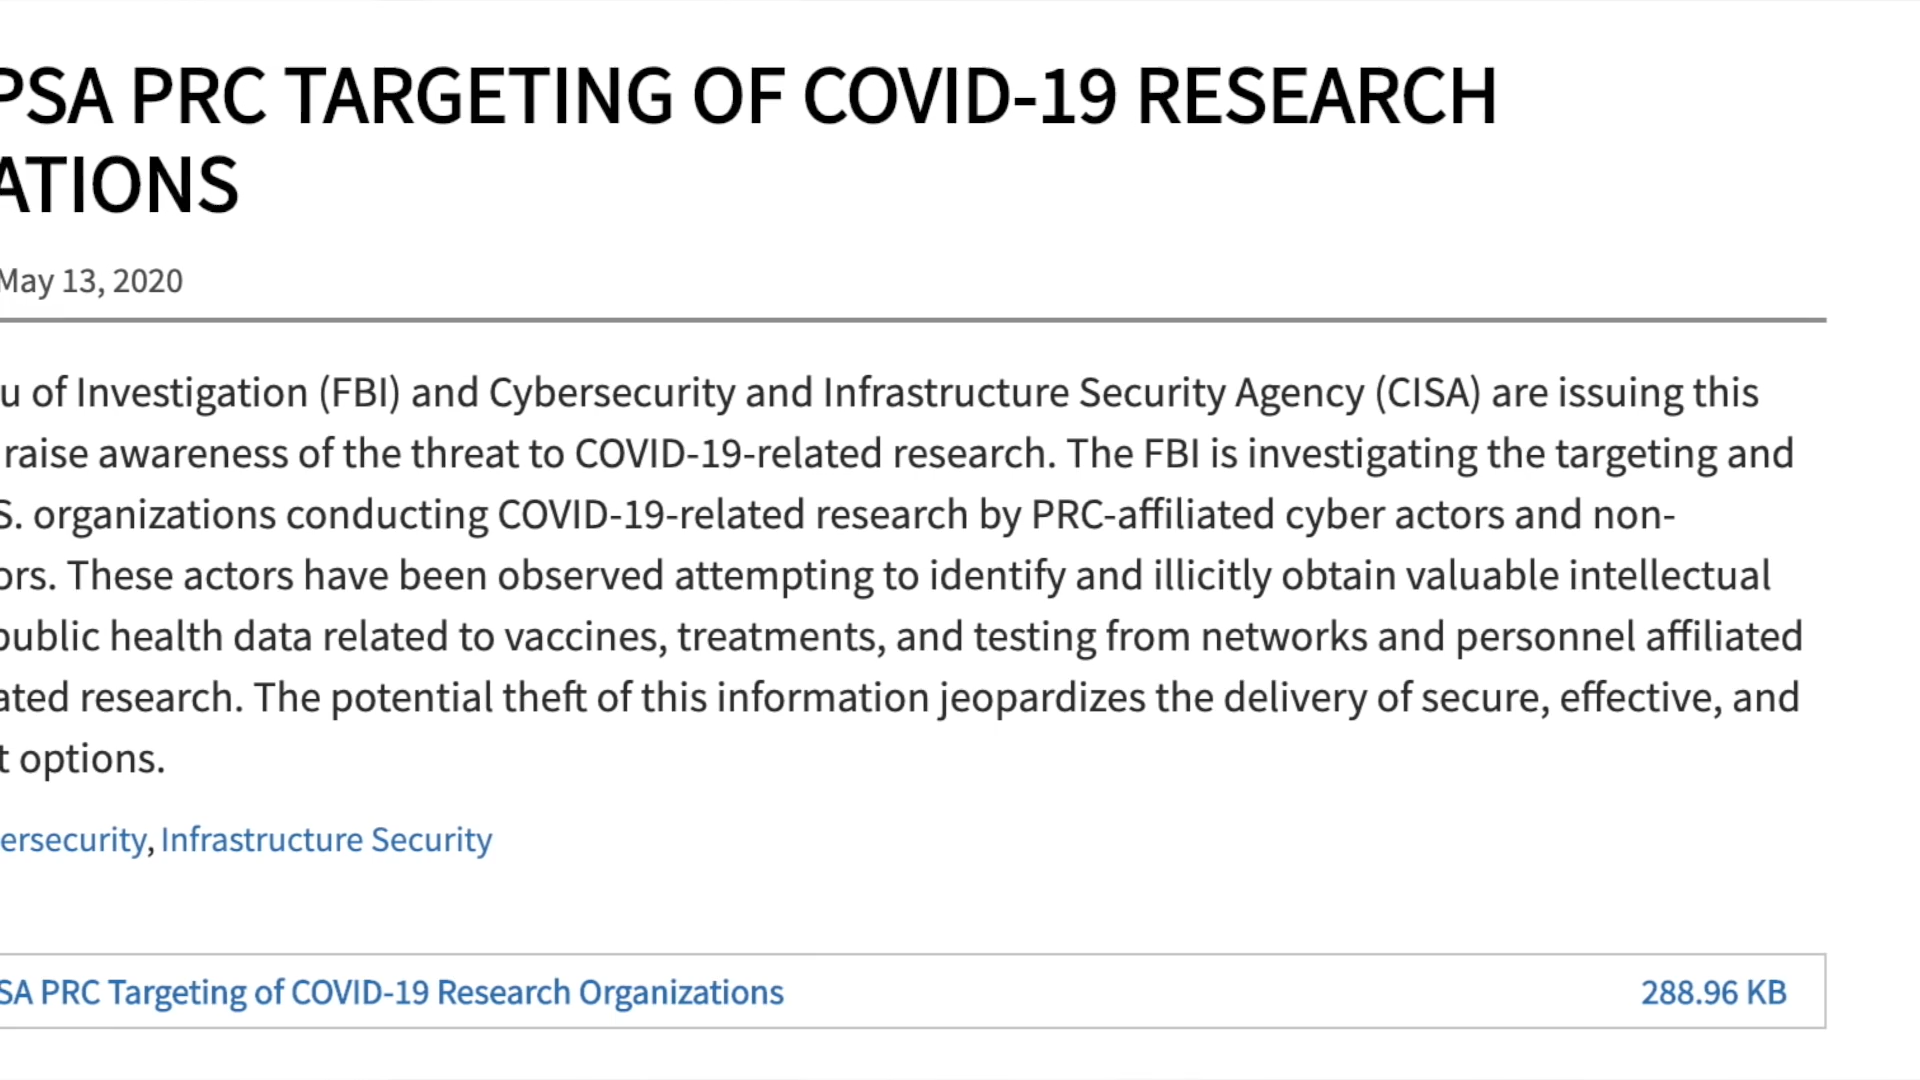 PSA PRC TARGETING OF COVID-19 RESEARCH
ATIONS
May 13, 2020
u of Investigation (FBI) and Cybersecurity and Infrastructure Security Agency (CISA) are issuing this
raise awareness of the threat to COVID-19-related research. The FBI is investigating the targeting and
S. organizations conducting COVID-19-related research by PRC-affiliated cyber actors and non-
ors. These actors have been observed attempting to identify and illicitly obtain valuable intellectual
public health data related to vaccines, treatments, and testing from networks and personnel affiliated
ated research. The potential theft of this information jeopardizes the delivery of secure, effective, and
t options.
ersecurity, Infrastructure Security
SA PRC Targeting of COVID-19 Research Organizations 288.96 KB